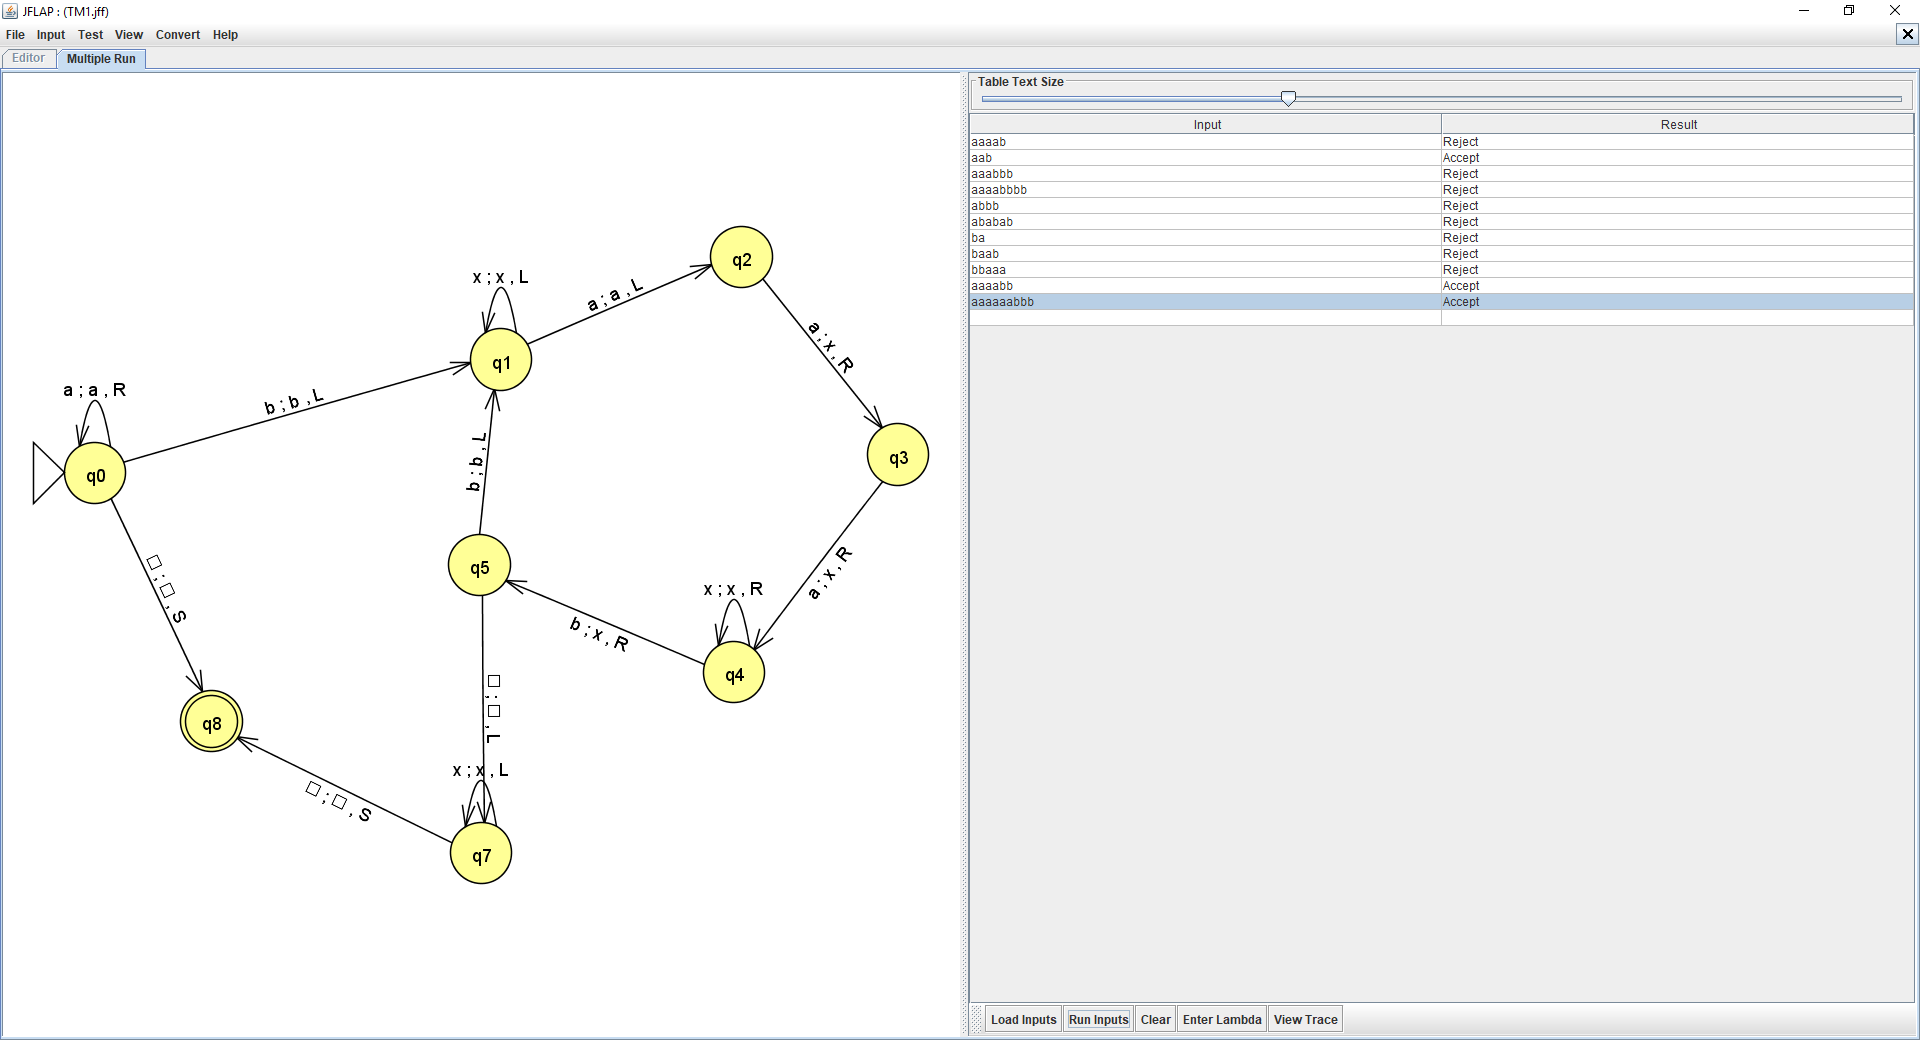 JFLAP : (TM1.jff)
File Input Test View Convert Help
Editor Multiple Run
Table Text Size
Input Result
aaaab Reject
aab Accept
aaabbb Reject
aaaabbbb Reject
abbb Reject
ababab Reject
ba Reject
baab Reject
bbaaa Reject
aaaabb Accept
aaaaaabbb Accept
q2
x ; x , L
a ; a , L
a ; x , R
q1
a ; a , R
b ; b , L
q3
b ; b , L
q0
□ ; □ , S
q5
a ; x , R
x ; x , R
b ; x , R
q4
□ ; □ , L
q8
x ; x , L
□ ; □ , S
q7
Load Inputs Run Inputs Clear Enter Lambda View Trace